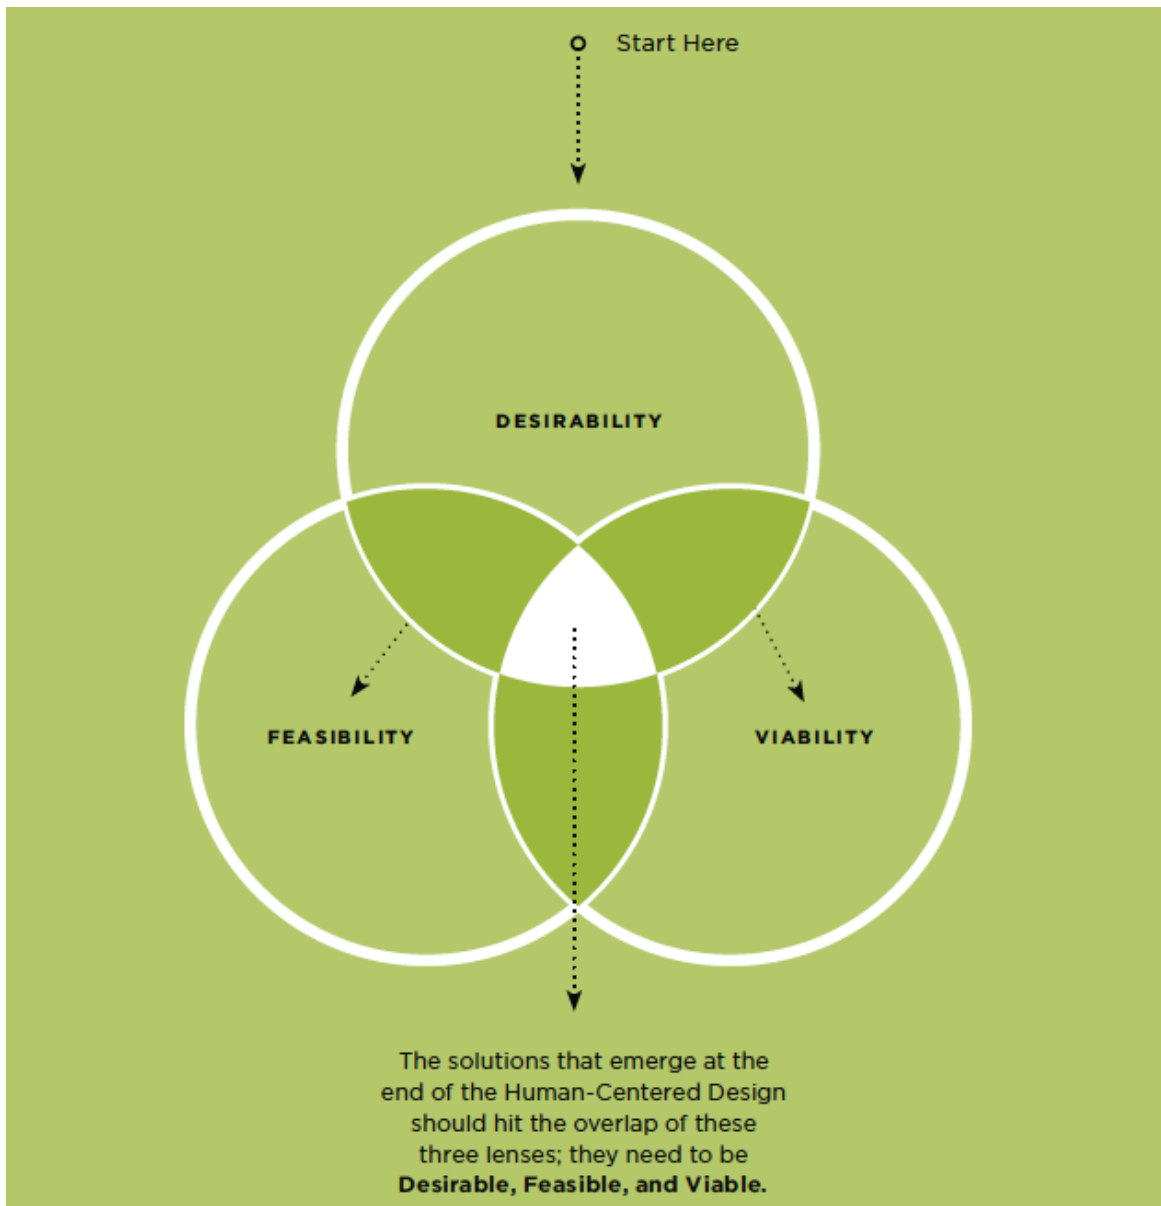 Start Here
DESIRABILITY
FEASIBILITY
VIABILITY
The solutions that emerge at the
end of the Human-Centered Design
should hit the overlap of these
three lenses; they need to be
Desirable, Feasible, and Viable.